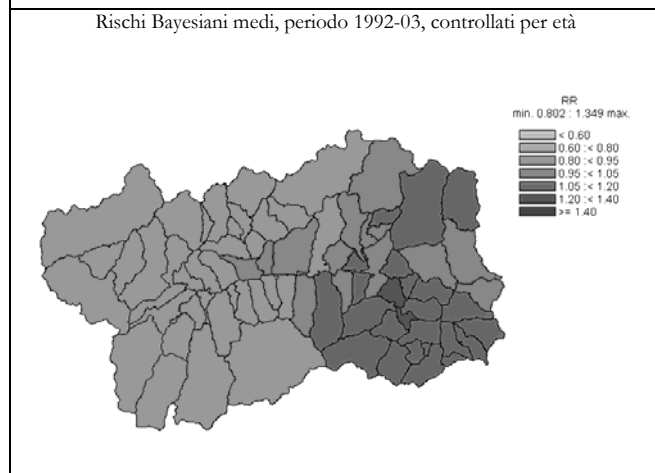 Rischi Bayesiani medi, periodo 1992-03, controllati per età
RR
min. 0.802 : 1.349 max.
< 0.60
0.60 :< 0.80
0.80 :< 0.95
0.95 :< 1.05
1.05 :< 1.20
1.20 :< 1.40
>= 1.40